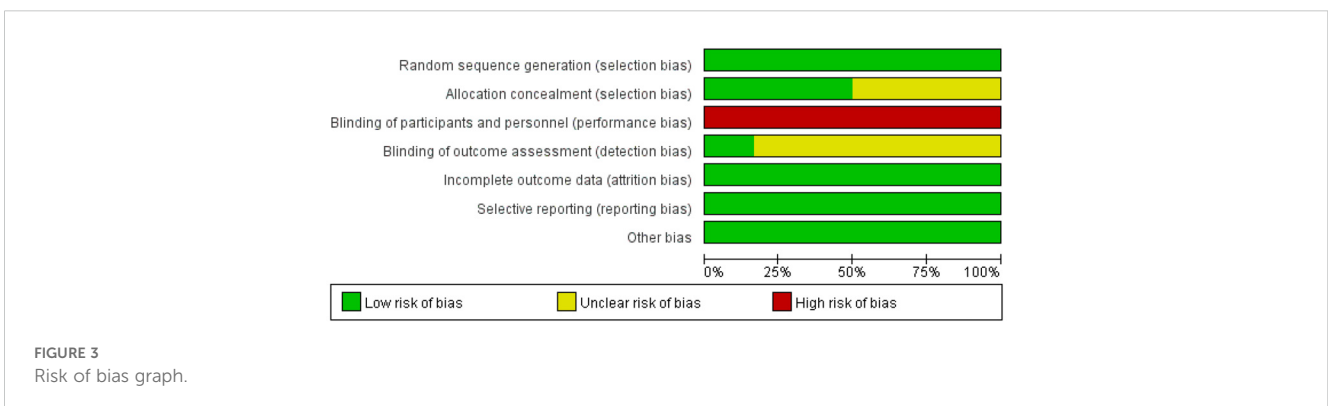 Random sequence generation (selection bias)
Allocation concealment (selection bias)
Blinding of participants and personnel (performance bias)
Blinding of outcome assessment (detection bias)
Incomplete outcome data (attrition bias)
Selective reporting (reporting bias)
Other bias
0% 25% 50% 75% 100%
Low risk of bias Unclear risk of bias High risk of bias
FIGURE 3
Risk of bias graph.